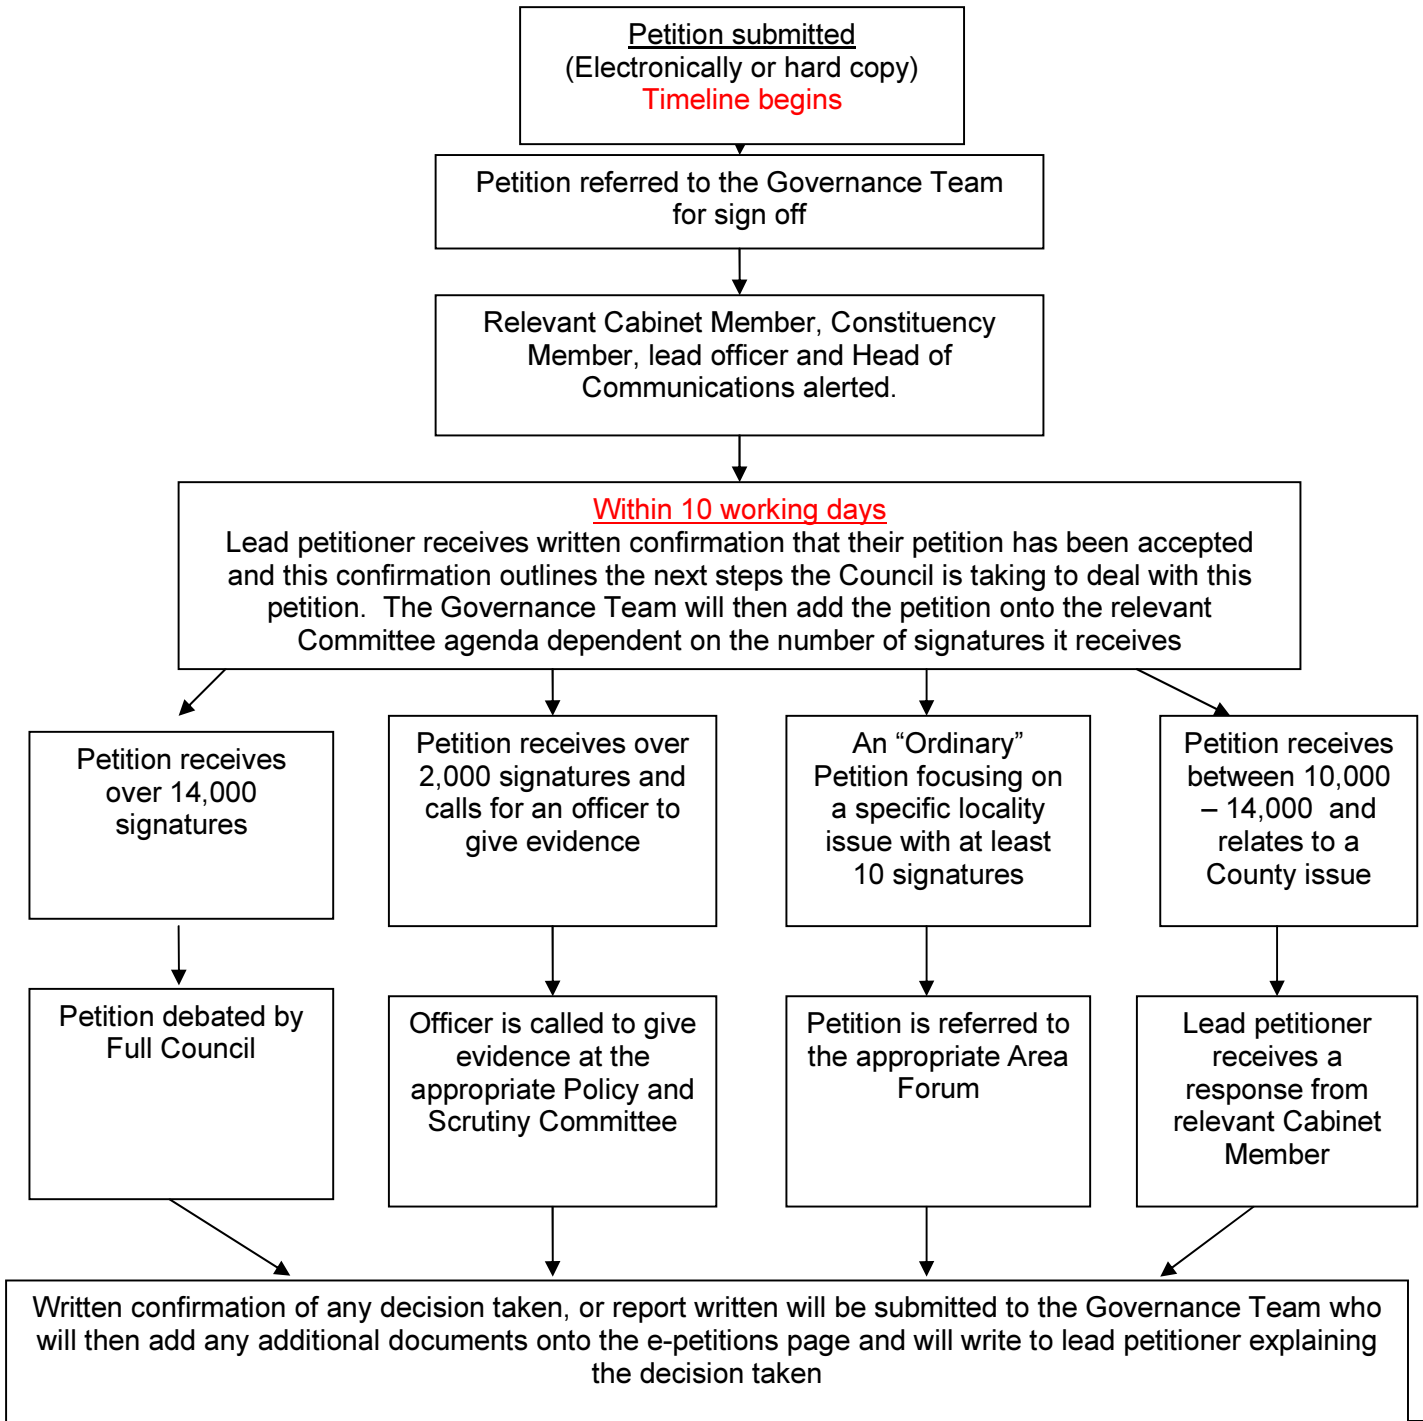 Petition submitted
(Electronically or hard copy)
Timeline begins
Petition referred to the Governance Team
for sign off
Relevant Cabinet Member, Constituency
Member, lead officer and Head of
Communications alerted.
Within 10 working days
Lead petitioner receives written confirmation that their petition has been accepted
and this confirmation outlines the next steps the Council is taking to deal with this
petition.  The Governance Team will then add the petition onto the relevant
Committee agenda dependent on the number of signatures it receives
Petition receives
over 14,000
signatures
Petition receives over
2,000 signatures and
calls for an officer to
give evidence
An “Ordinary”
Petition focusing on
a specific locality
issue with at least
10 signatures
Petition receives
between 10,000
– 14,000  and
relates to a
County issue
Petition debated by
Full Council
Officer is called to give
evidence at the
appropriate Policy and
Scrutiny Committee
Petition is referred to
the appropriate Area
Forum
Lead petitioner
receives a
response from
relevant Cabinet
Member
Written confirmation of any decision taken, or report written will be submitted to the Governance Team who
will then add any additional documents onto the e-petitions page and will write to lead petitioner explaining
the decision taken